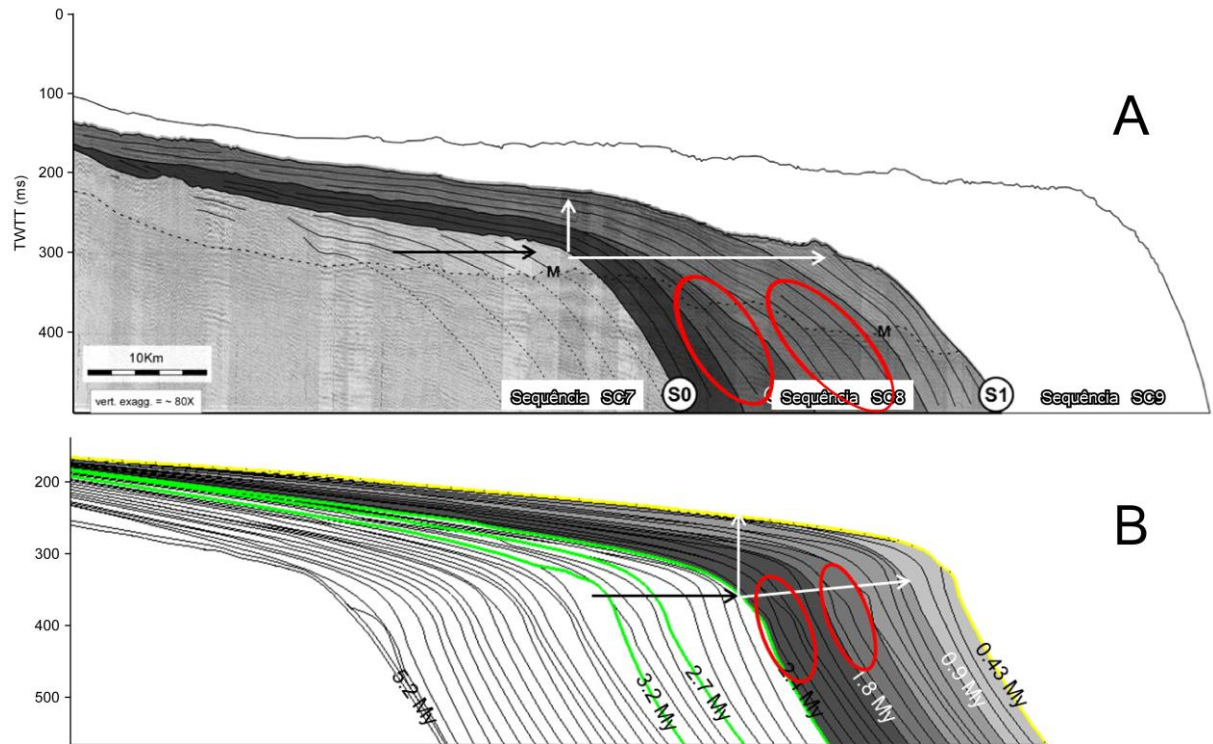 A
0
100
200
300
400
TWTT (ms)
M
M
10Km
vert. exagg. = ~ 80X
Sequência SC7
S0
Sequência SC8
S1
Sequência SC9
B
200
300
400
500
5.2 My
3.2 My
2.7 My
My
1.8 My
0.9 My
0.43 My